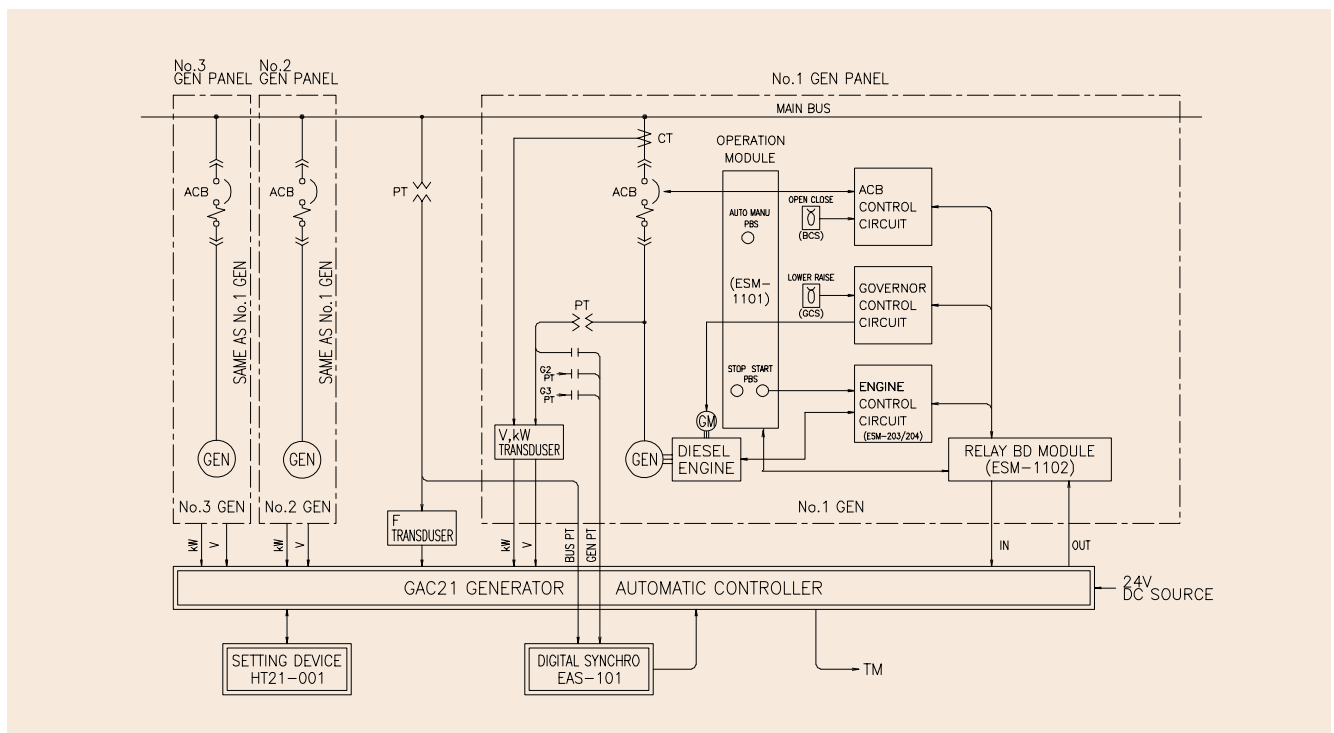 No.3
GEN PANEL
No.2
GEN PANEL
No.1 GEN PANEL
MAIN BUS
CT
OPERATION
MODULE
ACB
ACB
PT
ACB
AUTO MANU
PBS
OPEN CLOSE
(BCS)
ACB
CONTROL
CIRCUIT
SAME AS No.1 GEN
SAME AS No.1 GEN
(ESM-
1101)
LOWER RAISE
(GCS)
GOVERNOR
CONTROL
CIRCUIT
PT
G2
PT
G3
PT
STOP START
PBS
ENGINE
CONTROL
CIRCUIT
(ESM-203/204)
GM
V,kW
TRANSDUSER
GEN
GEN
GEN
DIESEL
ENGINE
RELAY BD MODULE
(ESM-1102)
No.3 GEN
No.2 GEN
No.1 GEN
F
TRANSDUSER
kW
V
kW
V
kW
V
BUS PT
GEN PT
IN
OUT
GAC21 GENERATOR AUTOMATIC CONTROLLER
24V
DC SOURCE
SETTING DEVICE
HT21-001
DIGITAL SYNCHRO
EAS-101
TM